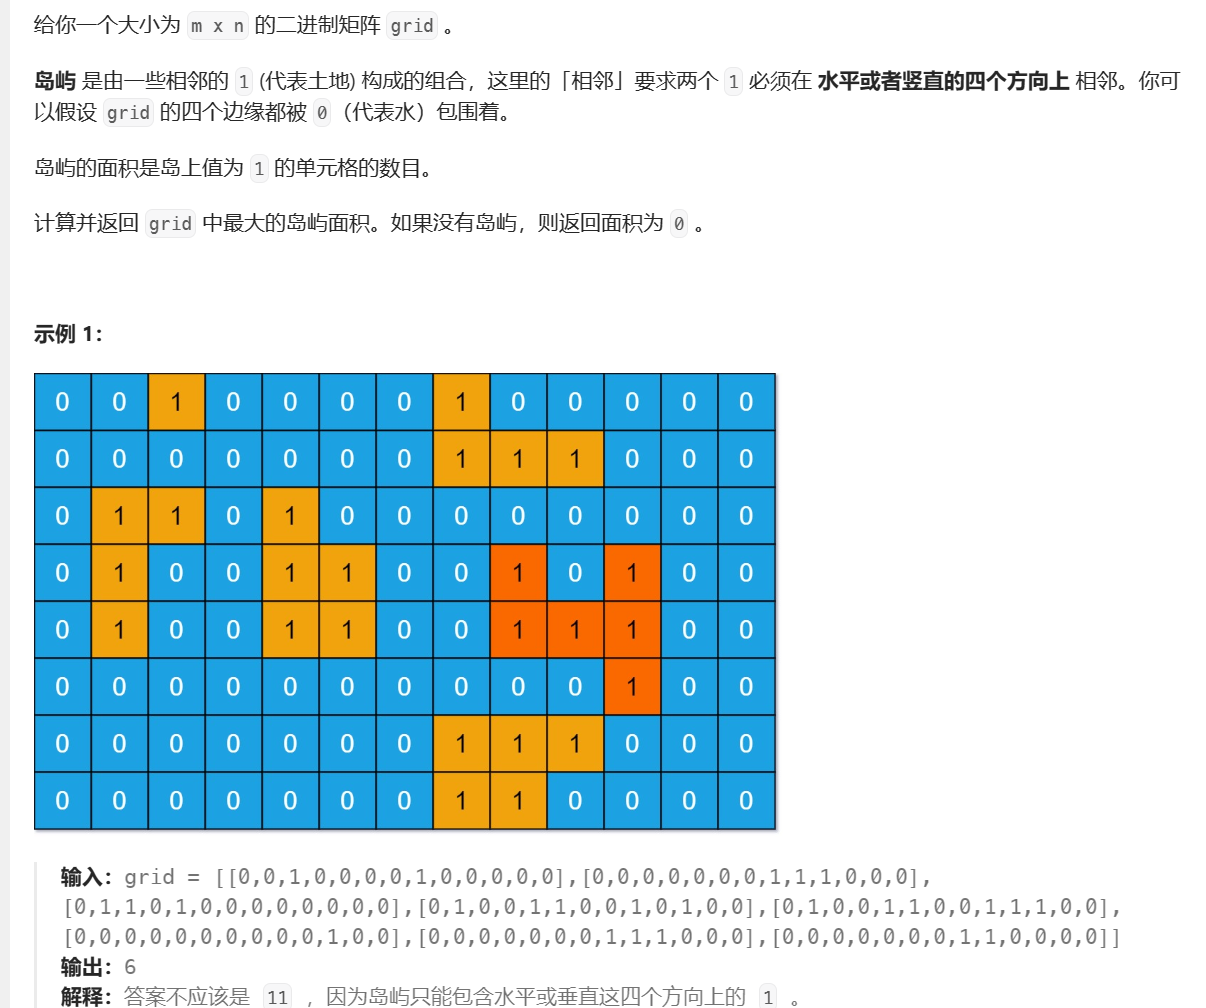 给你一个大小为 m x n 的二进制矩阵 grid 。
岛屿 是由一些相邻的 1 (代表土地) 构成的组合，这里的「相邻」要求两个 1 必须在 水平或者竖直的四个方向上 相邻。你可
以假设 grid 的四个边缘都被 0（代表水）包围着。
岛屿的面积是岛上值为 1 的单元格的数目。
计算并返回 grid 中最大的岛屿面积。如果没有岛屿，则返回面积为 0 。
示例 1：
0 0 1 0 0 0 0 1 0 0 0 0 0
0 0 0 0 0 0 0 1 1 1 0 0 0
0 1 1 0 1 0 0 0 0 0 0 0 0
0 1 0 0 1 1 0 0 1 0 1 0 0
0 1 0 0 1 1 0 0 1 1 1 0 0
0 0 0 0 0 0 0 0 0 0 1 0 0
0 0 0 0 0 0 0 1 1 1 0 0 0
0 0 0 0 0 0 0 1 1 0 0 0 0
输入：grid = [[0,0,1,0,0,0,0,1,0,0,0,0,0],[0,0,0,0,0,0,0,1,1,1,0,0,0],
[0,1,1,0,1,0,0,0,0,0,0,0,0],[0,1,0,0,1,1,0,0,1,0,1,0,0],[0,1,0,0,1,1,0,0,1,1,1,0,0],
[0,0,0,0,0,0,0,0,0,0,1,0,0],[0,0,0,0,0,0,0,1,1,1,0,0,0],[0,0,0,0,0,0,0,1,1,0,0,0,0]]
输出：6
解释：答案不应该是 11 ，因为岛屿只能包含水平或垂直这四个方向上的 1 。